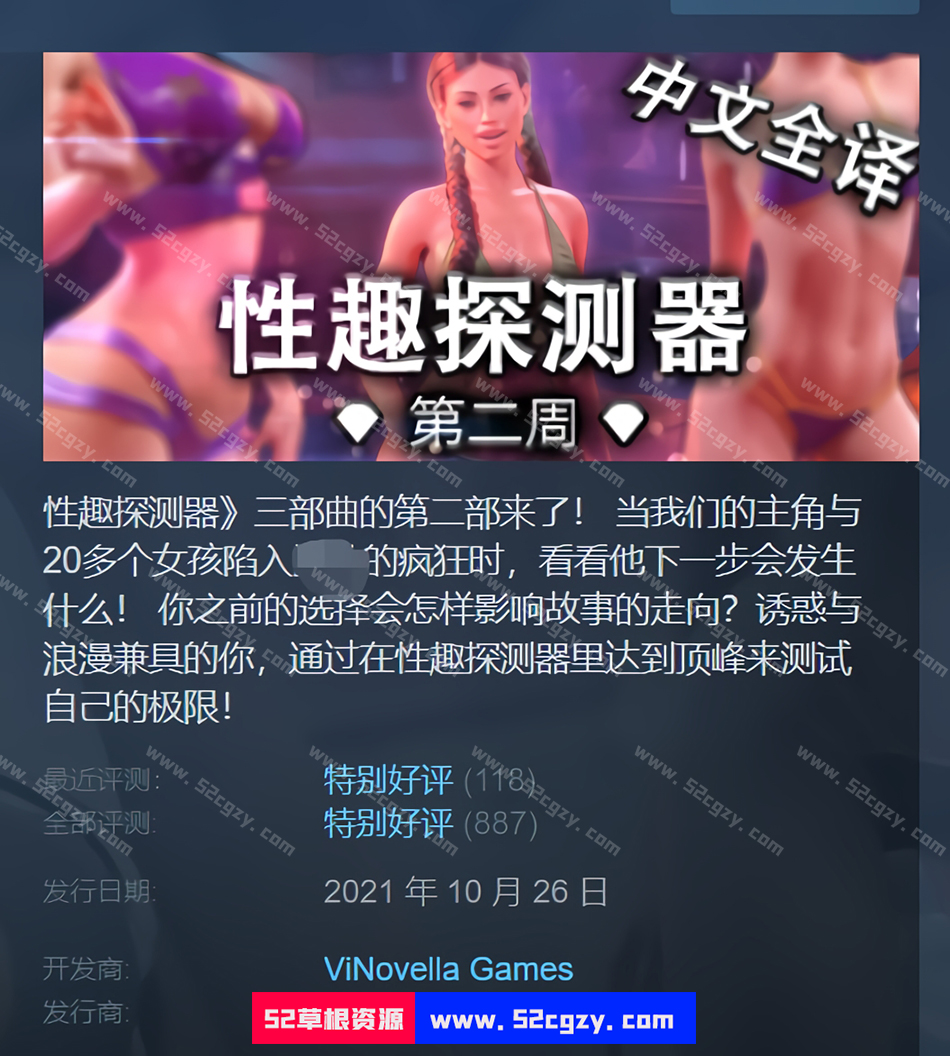 中文全译
性趣探测器
第二周
性趣探测器》三部曲的第二部来了！ 当我们的主角与
20多个女孩陷入 的疯狂时，看看他下一步会发生
什么！ 你之前的选择会怎样影响故事的走向？诱惑与
浪漫兼具的你，通过在性趣探测器里达到顶峰来测试
自己的极限！
最近评测: 特别好评 (118)
全部评测: 特别好评 (887)
发行日期: 2021 年 10 月 26 日
开发商: ViNovella Games
发行商:
52草根资源 www.52cgzy.com